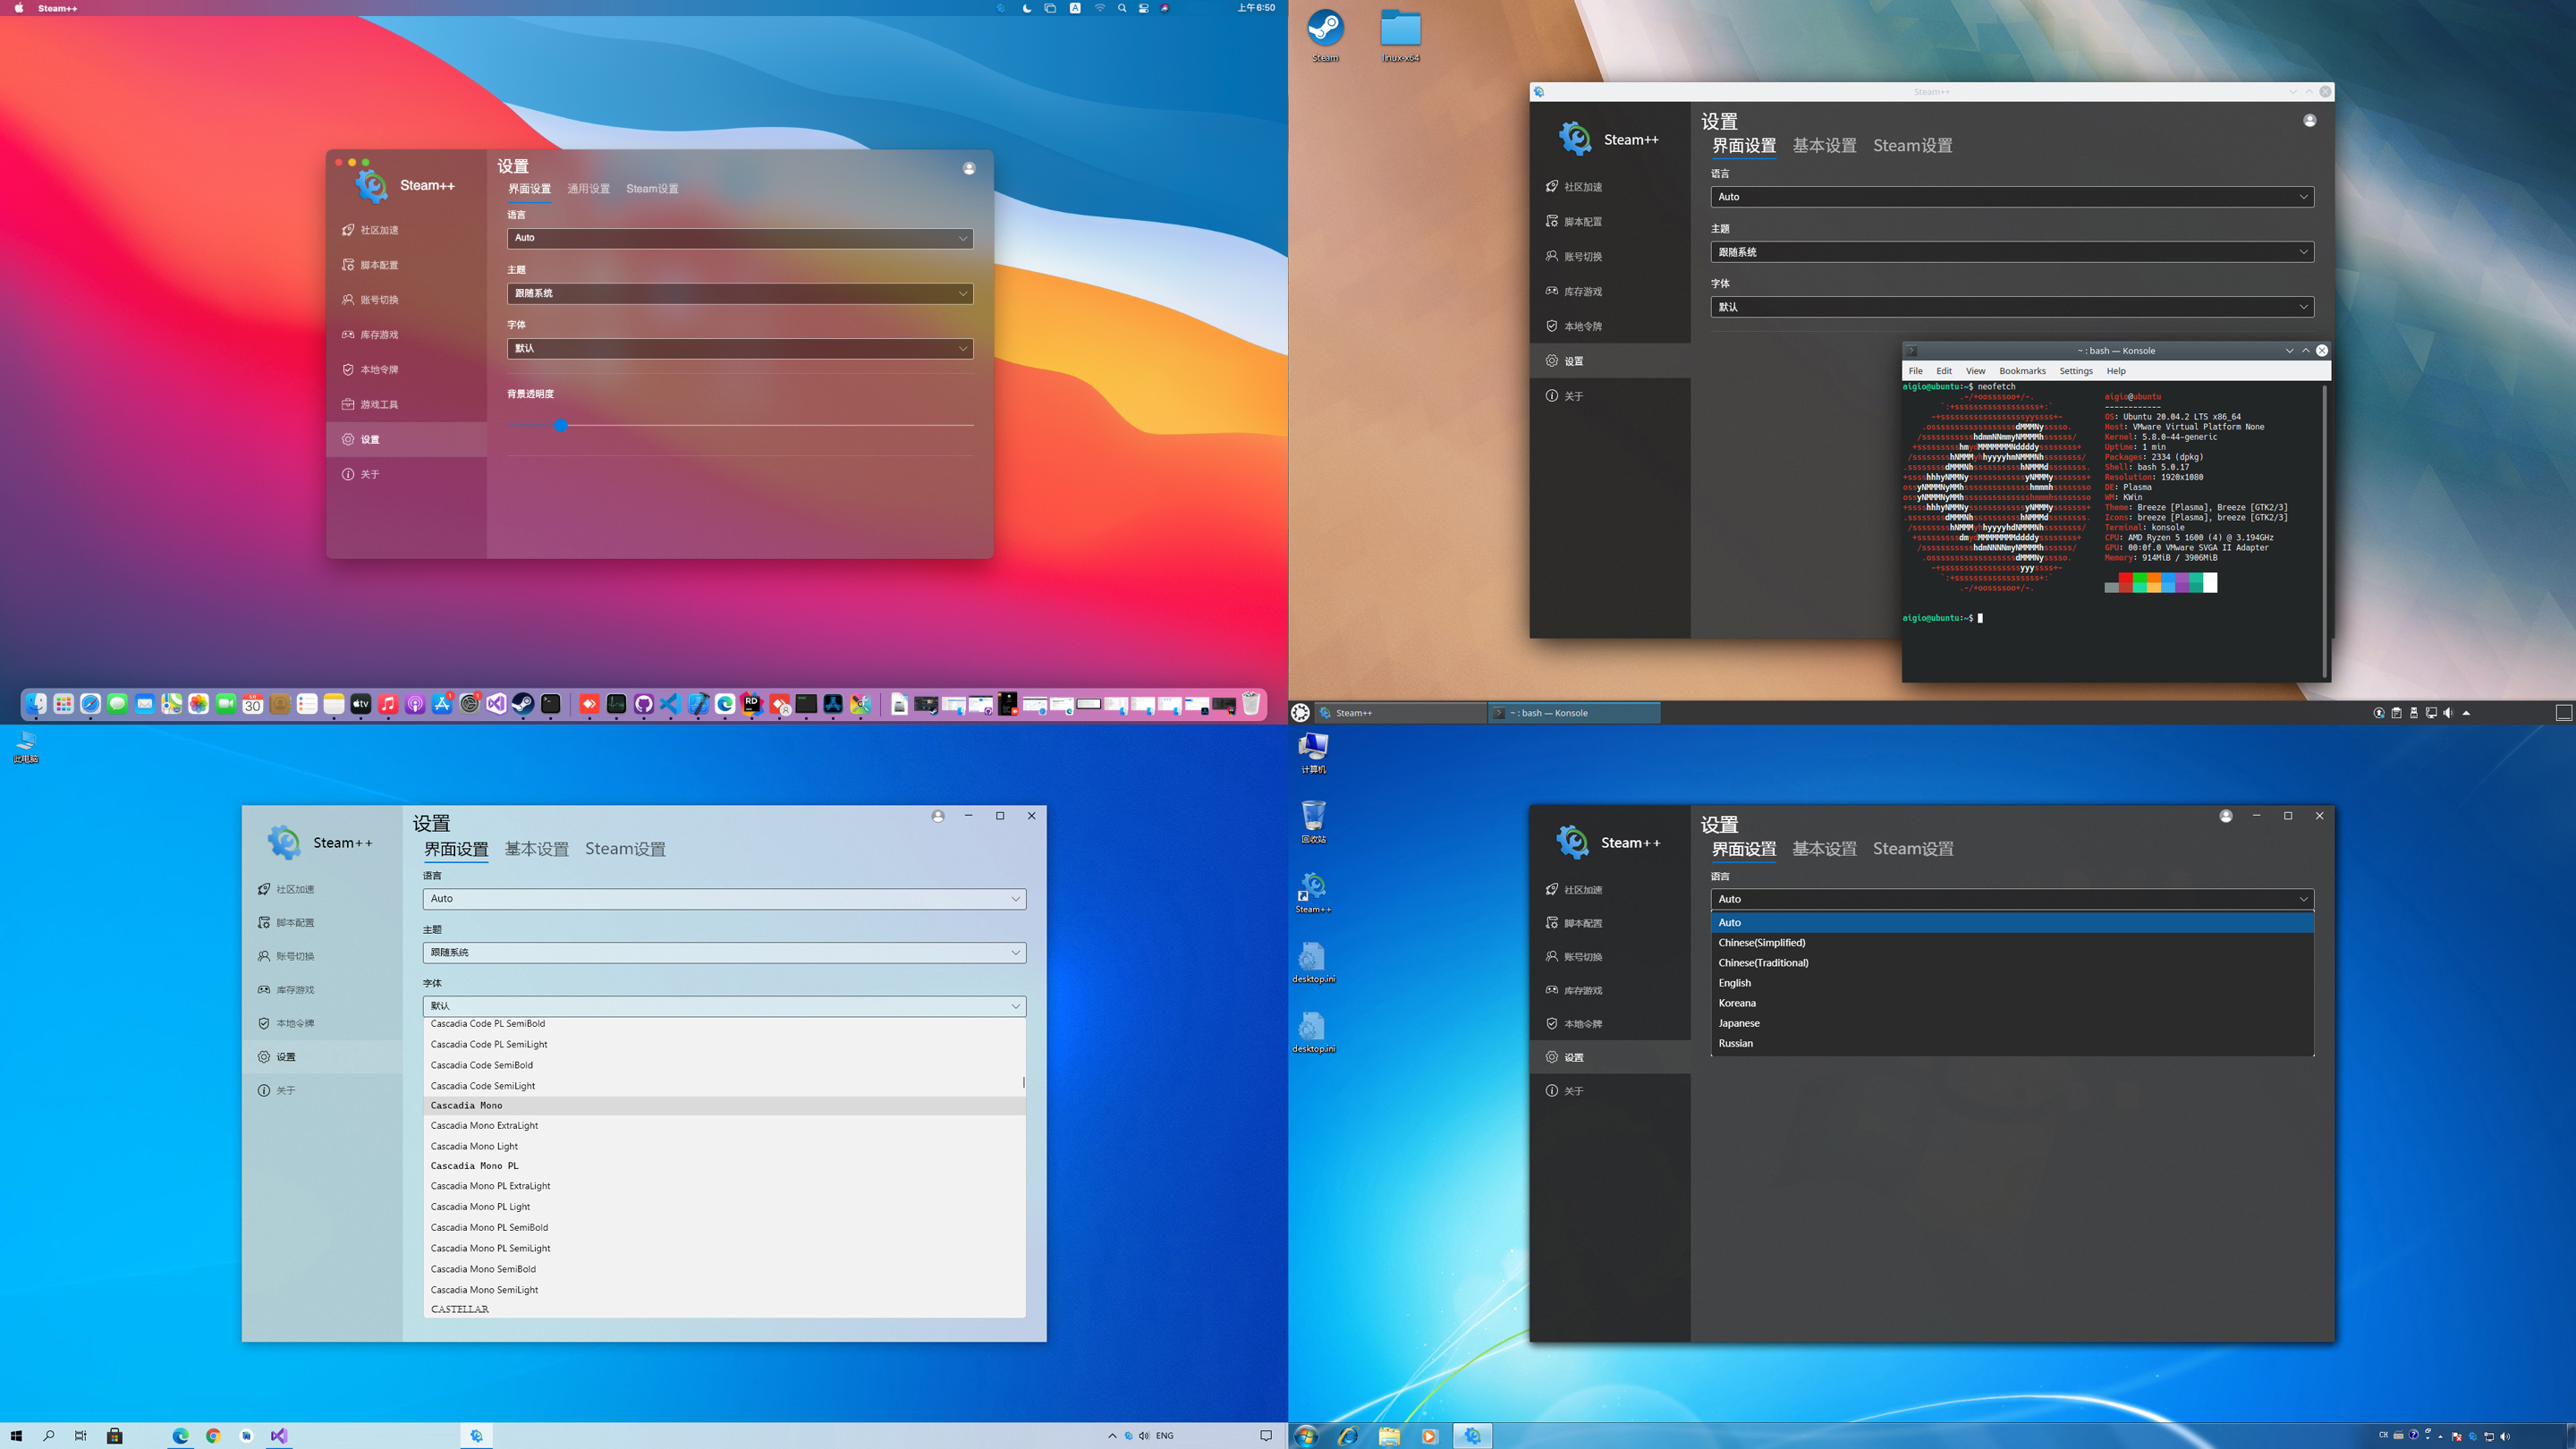 Steam++
上午6:50
设置
界面设置 通用设置 Steam设置
Steam++
社区加速
脚本配置
账号切换
库存游戏
本地令牌
游戏工具
设置
关于
语言
Auto
主题
跟随系统
字体
默认
背景透明度
30
Steam
linux-x64
Steam++
设置
界面设置 基本设置 Steam设置
Steam++
社区加速
脚本配置
账号切换
库存游戏
本地令牌
设置
关于
语言
Auto
主题
跟随系统
字体
默认
~ : bash — Konsole
File Edit View Bookmarks Settings Help
aigio@ubuntu:~$ neofetch
aigio@ubuntu
------------
OS: Ubuntu 20.04.2 LTS x86_64
Host: VMware Virtual Platform None
Kernel: 5.8.0-44-generic
Uptime: 1 min
Packages: 2334 (dpkg)
Shell: bash 5.0.17
Resolution: 1920x1080
DE: Plasma
WM: KWin
Theme: Breeze [Plasma], Breeze [GTK2/3]
Icons: breeze [Plasma], breeze [GTK2/3]
Terminal: konsole
CPU: AMD Ryzen 5 1600 (4) @ 3.194GHz
GPU: 00:0f.0 VMware SVGA II Adapter
Memory: 914MiB / 3906MiB
aigio@ubuntu:~$
Steam++
~ : bash — Konsole
此电脑
设置
界面设置 基本设置 Steam设置
Steam++
社区加速
脚本配置
账号切换
库存游戏
本地令牌
设置
关于
语言
Auto
主题
跟随系统
字体
默认
Cascadia Code PL SemiBold
Cascadia Code PL SemiLight
Cascadia Code SemiBold
Cascadia Code SemiLight
Cascadia Mono
Cascadia Mono ExtraLight
Cascadia Mono Light
Cascadia Mono PL
Cascadia Mono PL ExtraLight
Cascadia Mono PL Light
Cascadia Mono PL SemiBold
Cascadia Mono PL SemiLight
Cascadia Mono SemiBold
Cascadia Mono SemiLight
CASTELLAR
ENG
计算机
回收站
Steam++
desktop.ini
desktop.ini
设置
界面设置 基本设置 Steam设置
Steam++
社区加速
脚本配置
账号切换
库存游戏
本地令牌
设置
关于
语言
Auto
Auto
Chinese(Simplified)
Chinese(Traditional)
English
Koreana
Japanese
Russian
CH